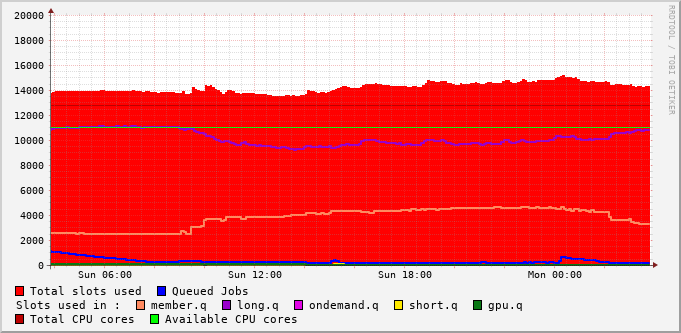 20000
18000
16000
14000
12000
10000
8000
6000
4000
2000
0
Sun 06:00 Sun 12:00 Sun 18:00 Mon 00:00
RRDTOOL / TOBI OETIKER
Total slots used Queued Jobs
Slots used in : member.q long.q ondemand.q short.q gpu.q
Total CPU cores Available CPU cores